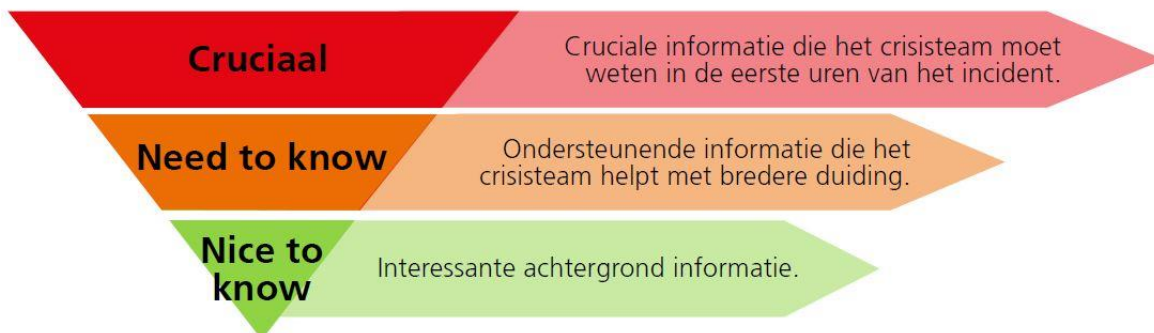 Cruciaal
Cruciale informatie die het crisisteam moet
weten in de eerste uren van het incident.
Need to know
Ondersteunende informatie die het
crisisteam helpt met bredere duiding.
Nice to
know
Interessante achtergrond informatie.